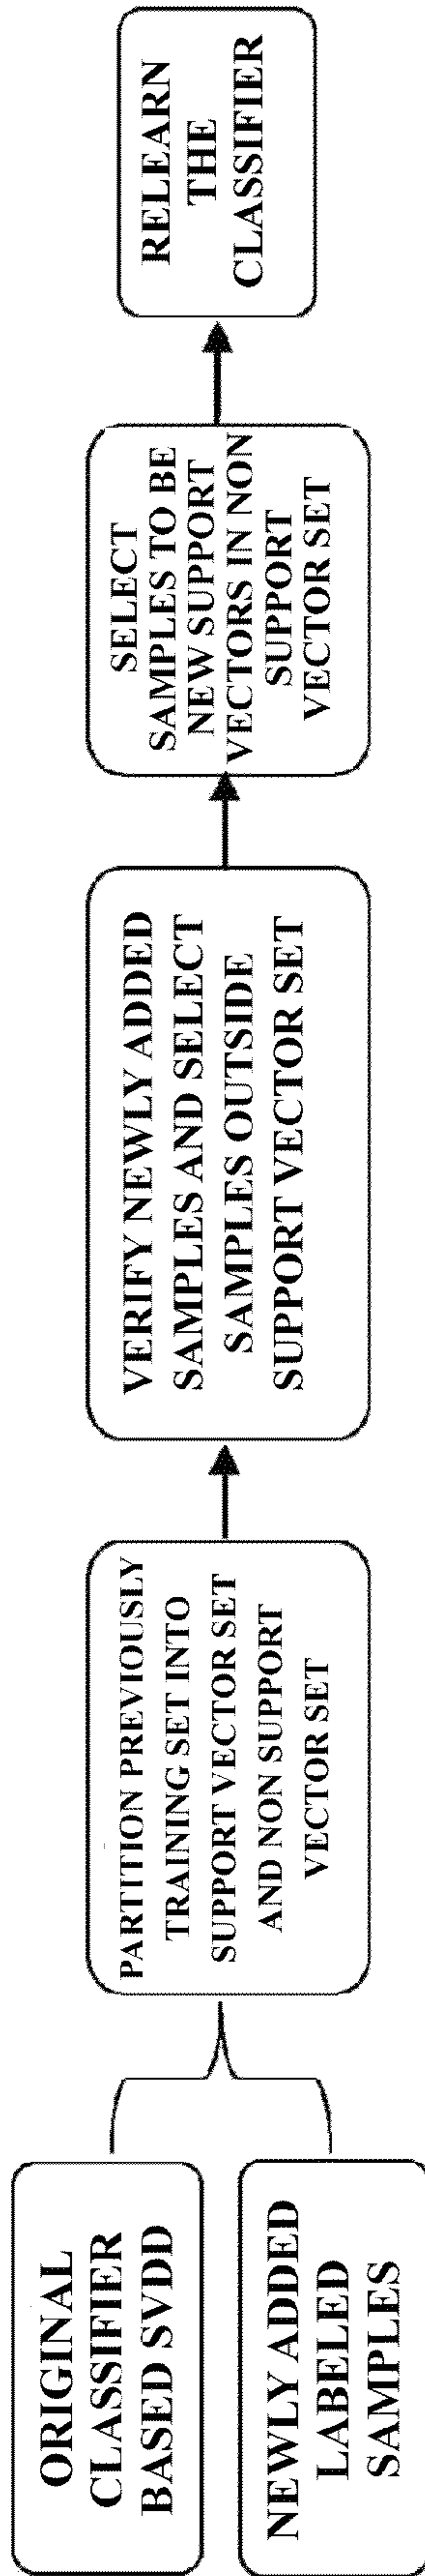 ORIGINAL
CLASSIFIER
BASED SVDD
NEWLY ADDED
LABELED
SAMPLES
PARTITION PREVIOUSLY
TRAINING SET INTO
SUPPORT VECTOR SET
AND NON SUPPORT
VECTOR SET
VERIFY NEWLY ADDED
SAMPLES AND SELECT
SAMPLES OUTSIDE
SUPPORT VECTOR SET
SELECT
SAMPLES TO BE
NEW SUPPORT
VECTORS IN NON
SUPPORT
VECTOR SET
RELEARN
THE
CLASSIFIER